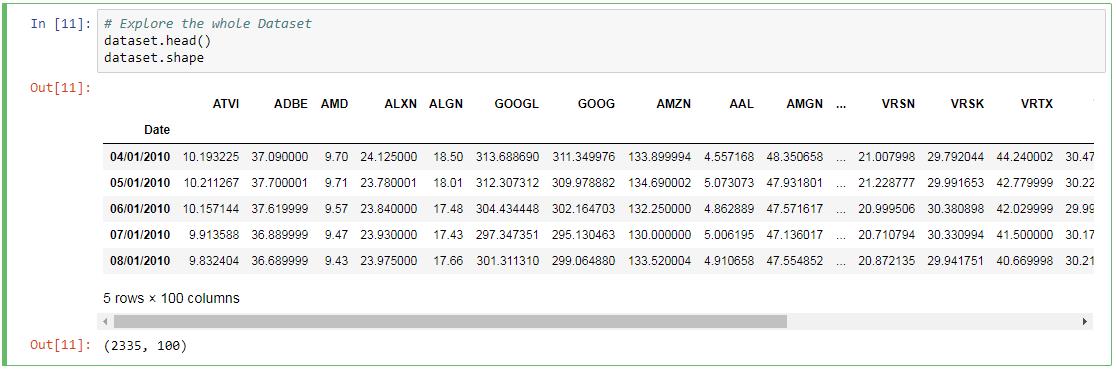 In [11]: # Explore the whole Dataset
dataset.head()
dataset.shape
Out[11]:
ATVI ADBE AMD ALXN ALGN GOOGL GOOG AMZN AAL AMGN ... VRSN VRSK VRTX
Date
04/01/2010 10.193225 37.090000 9.70 24.125000 18.50 313.688690 311.349976 133.899994 4.557168 48.350658 ... 21.007998 29.792044 44.240002 30.47
05/01/2010 10.211267 37.700001 9.71 23.780001 18.01 312.307312 309.978882 134.690002 5.073073 47.931801 ... 21.228777 29.991653 42.779999 30.22
06/01/2010 10.157144 37.619999 9.57 23.840000 17.48 304.434448 302.164703 132.250000 4.862889 47.571617 ... 20.999506 30.380898 42.029999 29.99
07/01/2010 9.913588 36.889999 9.47 23.930000 17.43 297.347351 295.130463 130.000000 5.006195 47.136017 ... 20.710794 30.330994 41.500000 30.17
08/01/2010 9.832404 36.689999 9.43 23.975000 17.66 301.311310 299.064880 133.520004 4.910658 47.554852 ... 20.872135 29.941751 40.669998 30.21
5 rows × 100 columns
Out[11]: (2335, 100)